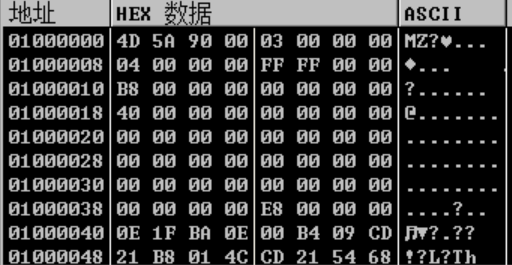 地址 HEX 数据 ASCII
01000000 4D 5A 90 00 03 00 00 00 MZ?♥...
01000008 04 00 00 00 FF FF 00 00 ♦...
01000010 B8 00 00 00 00 00 00 00 ?.......
01000018 40 00 00 00 00 00 00 00 @.......
01000020 00 00 00 00 00 00 00 00 ........
01000028 00 00 00 00 00 00 00 00 ........
01000030 00 00 00 00 00 00 00 00 ........
01000038 00 00 00 00 E8 00 00 00 ....?..
01000040 0E 1F BA 0E 00 B4 09 CD ♬▼?.??
01000048 21 B8 01 4C CD 21 54 68 !?L?Th